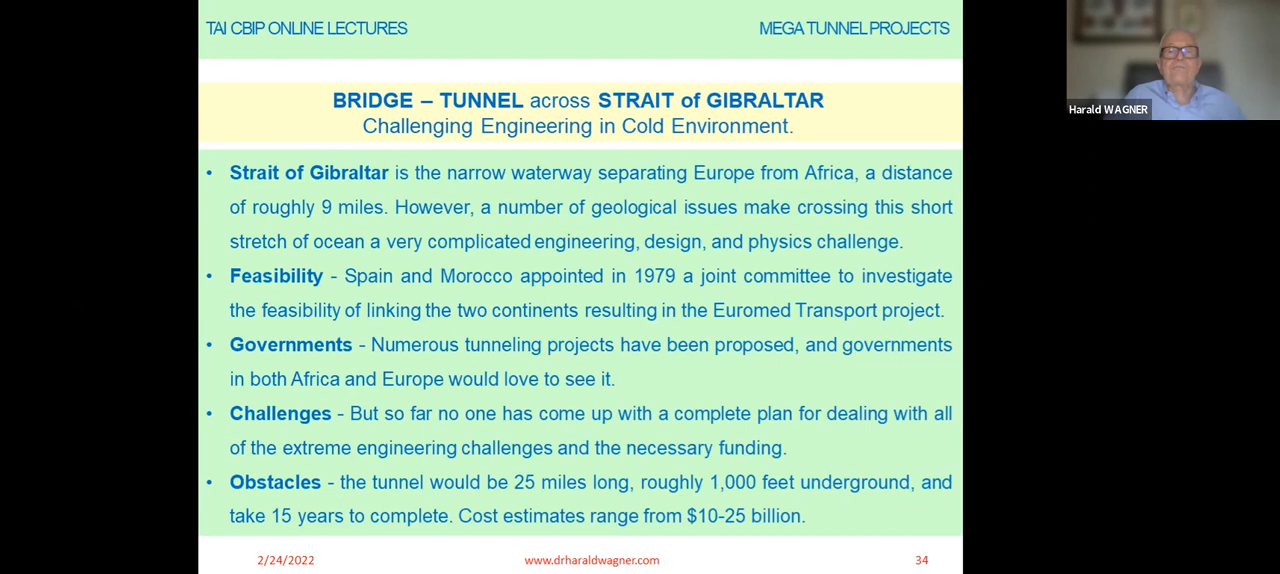 TAI CBIP ONLINE LECTURES
MEGA TUNNEL PROJECTS
Harald WAGNER
BRIDGE – TUNNEL across STRAIT of GIBRALTAR
Challenging Engineering in Cold Environment.
• Strait of Gibraltar is the narrow waterway separating Europe from Africa, a distance
of roughly 9 miles. However, a number of geological issues make crossing this short
stretch of ocean a very complicated engineering, design, and physics challenge.
• Feasibility - Spain and Morocco appointed in 1979 a joint committee to investigate
the feasibility of linking the two continents resulting in the Euromed Transport project.
• Governments - Numerous tunneling projects have been proposed, and governments
in both Africa and Europe would love to see it.
• Challenges - But so far no one has come up with a complete plan for dealing with all
of the extreme engineering challenges and the necessary funding.
• Obstacles - the tunnel would be 25 miles long, roughly 1,000 feet underground, and
take 15 years to complete. Cost estimates range from $10-25 billion.
2/24/2022
www.drharaldwagner.com
34